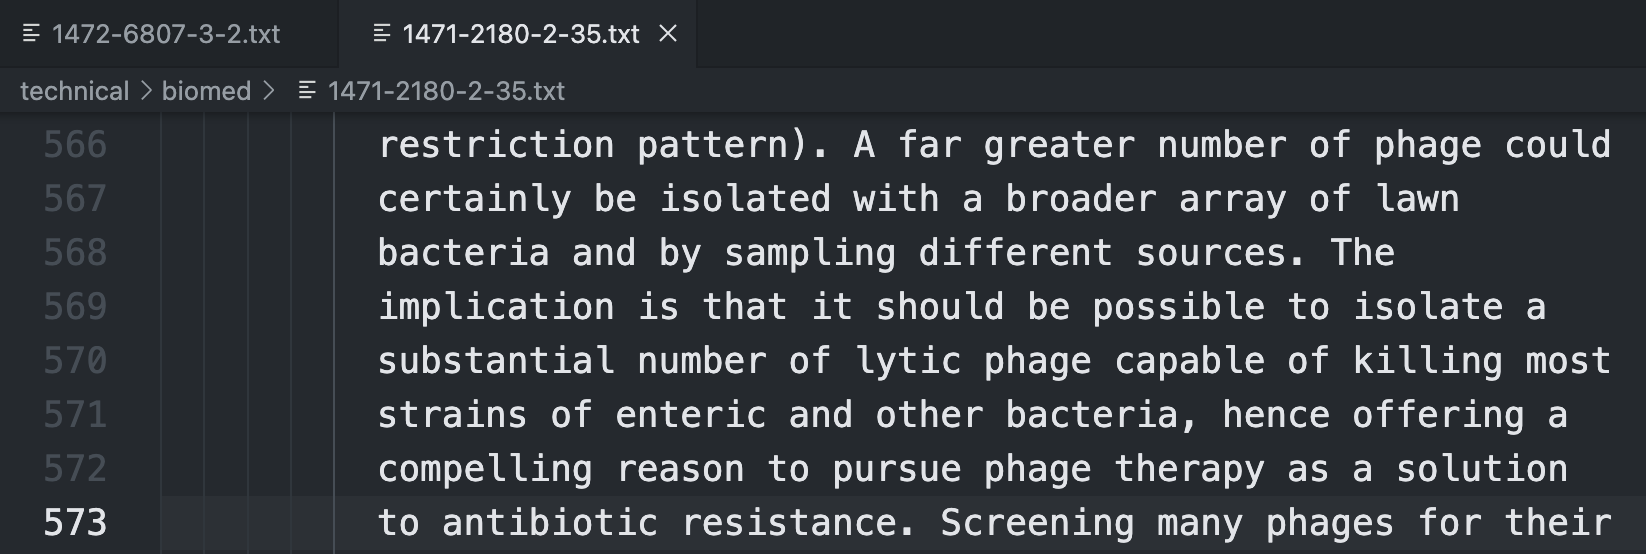 1472-6807-3-2.txt 1471-2180-2-35.txt
technical > biomed > 1471-2180-2-35.txt
566 restriction pattern). A far greater number of phage could
567 certainly be isolated with a broader array of lawn
568 bacteria and by sampling different sources. The
569 implication is that it should be possible to isolate a
570 substantial number of lytic phage capable of killing most
571 strains of enteric and other bacteria, hence offering a
572 compelling reason to pursue phage therapy as a solution
573 to antibiotic resistance. Screening many phages for their